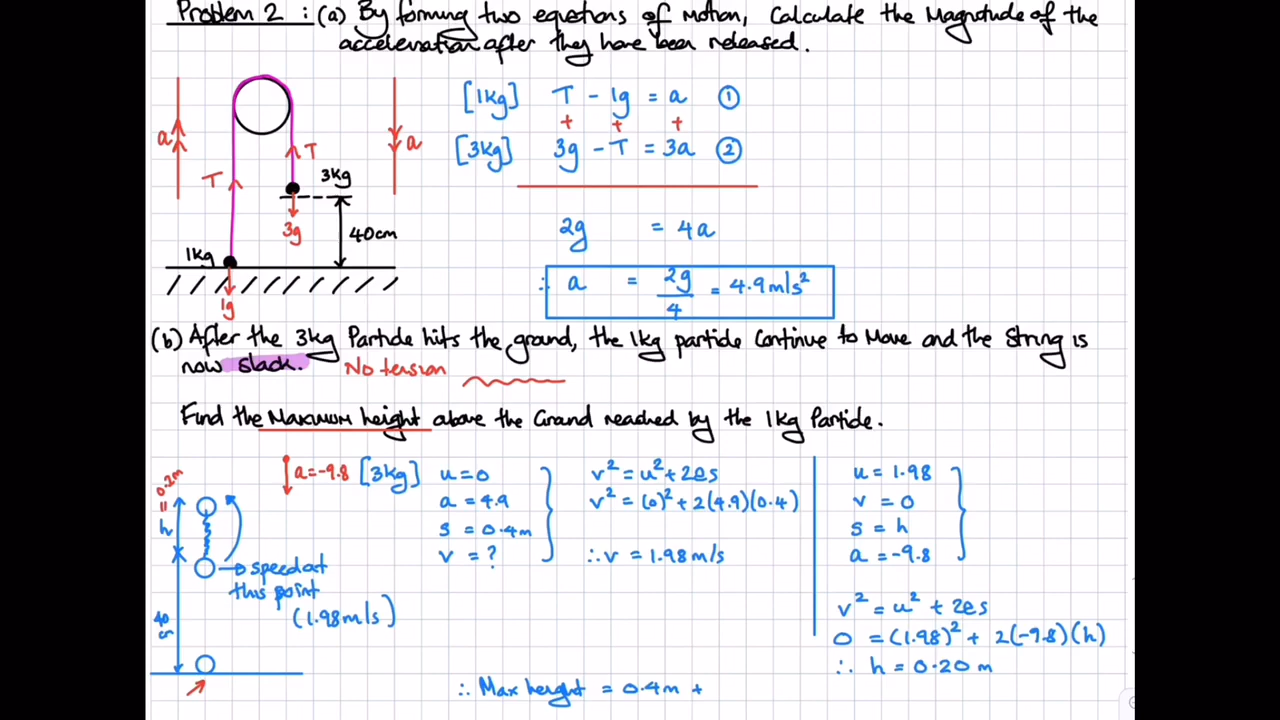 Problem 2 : (a) By forming two equations of Motion, Calculate the Magnitude of the
acceleration after they have been released.
[1kg] T - 1g = a ①
+ + +
[3kg] 3g - T = 3a ②
2g = 4a
∴ a = 2g/4 = 4.9m/s²
a
T
T
a
3kg
3g
40cm
1kg
1g
(b) After the 3kg Particle hits the ground, the 1kg particle Continue to Move and the String is
now slack. No tension
Find the Maximum height above the Ground reached by the 1kg Particle.
a=-9.8
[3kg] u=0
a = 4.9
s = 0.4m
v = ?
v² = u² + 2as
v² = (0)² + 2(4.9)(0.4)
∴ v = 1.98m/s
u = 1.98
v = 0
s = h
a = -9.8
v² = u² + 2as
0 = (1.98)² + 2(-9.8)(h)
∴ h = 0.20 m
0.2m
=
h
x
→ speed at
this point
(1.98m/s)
40
cm
∴ Max height = 0.4m +